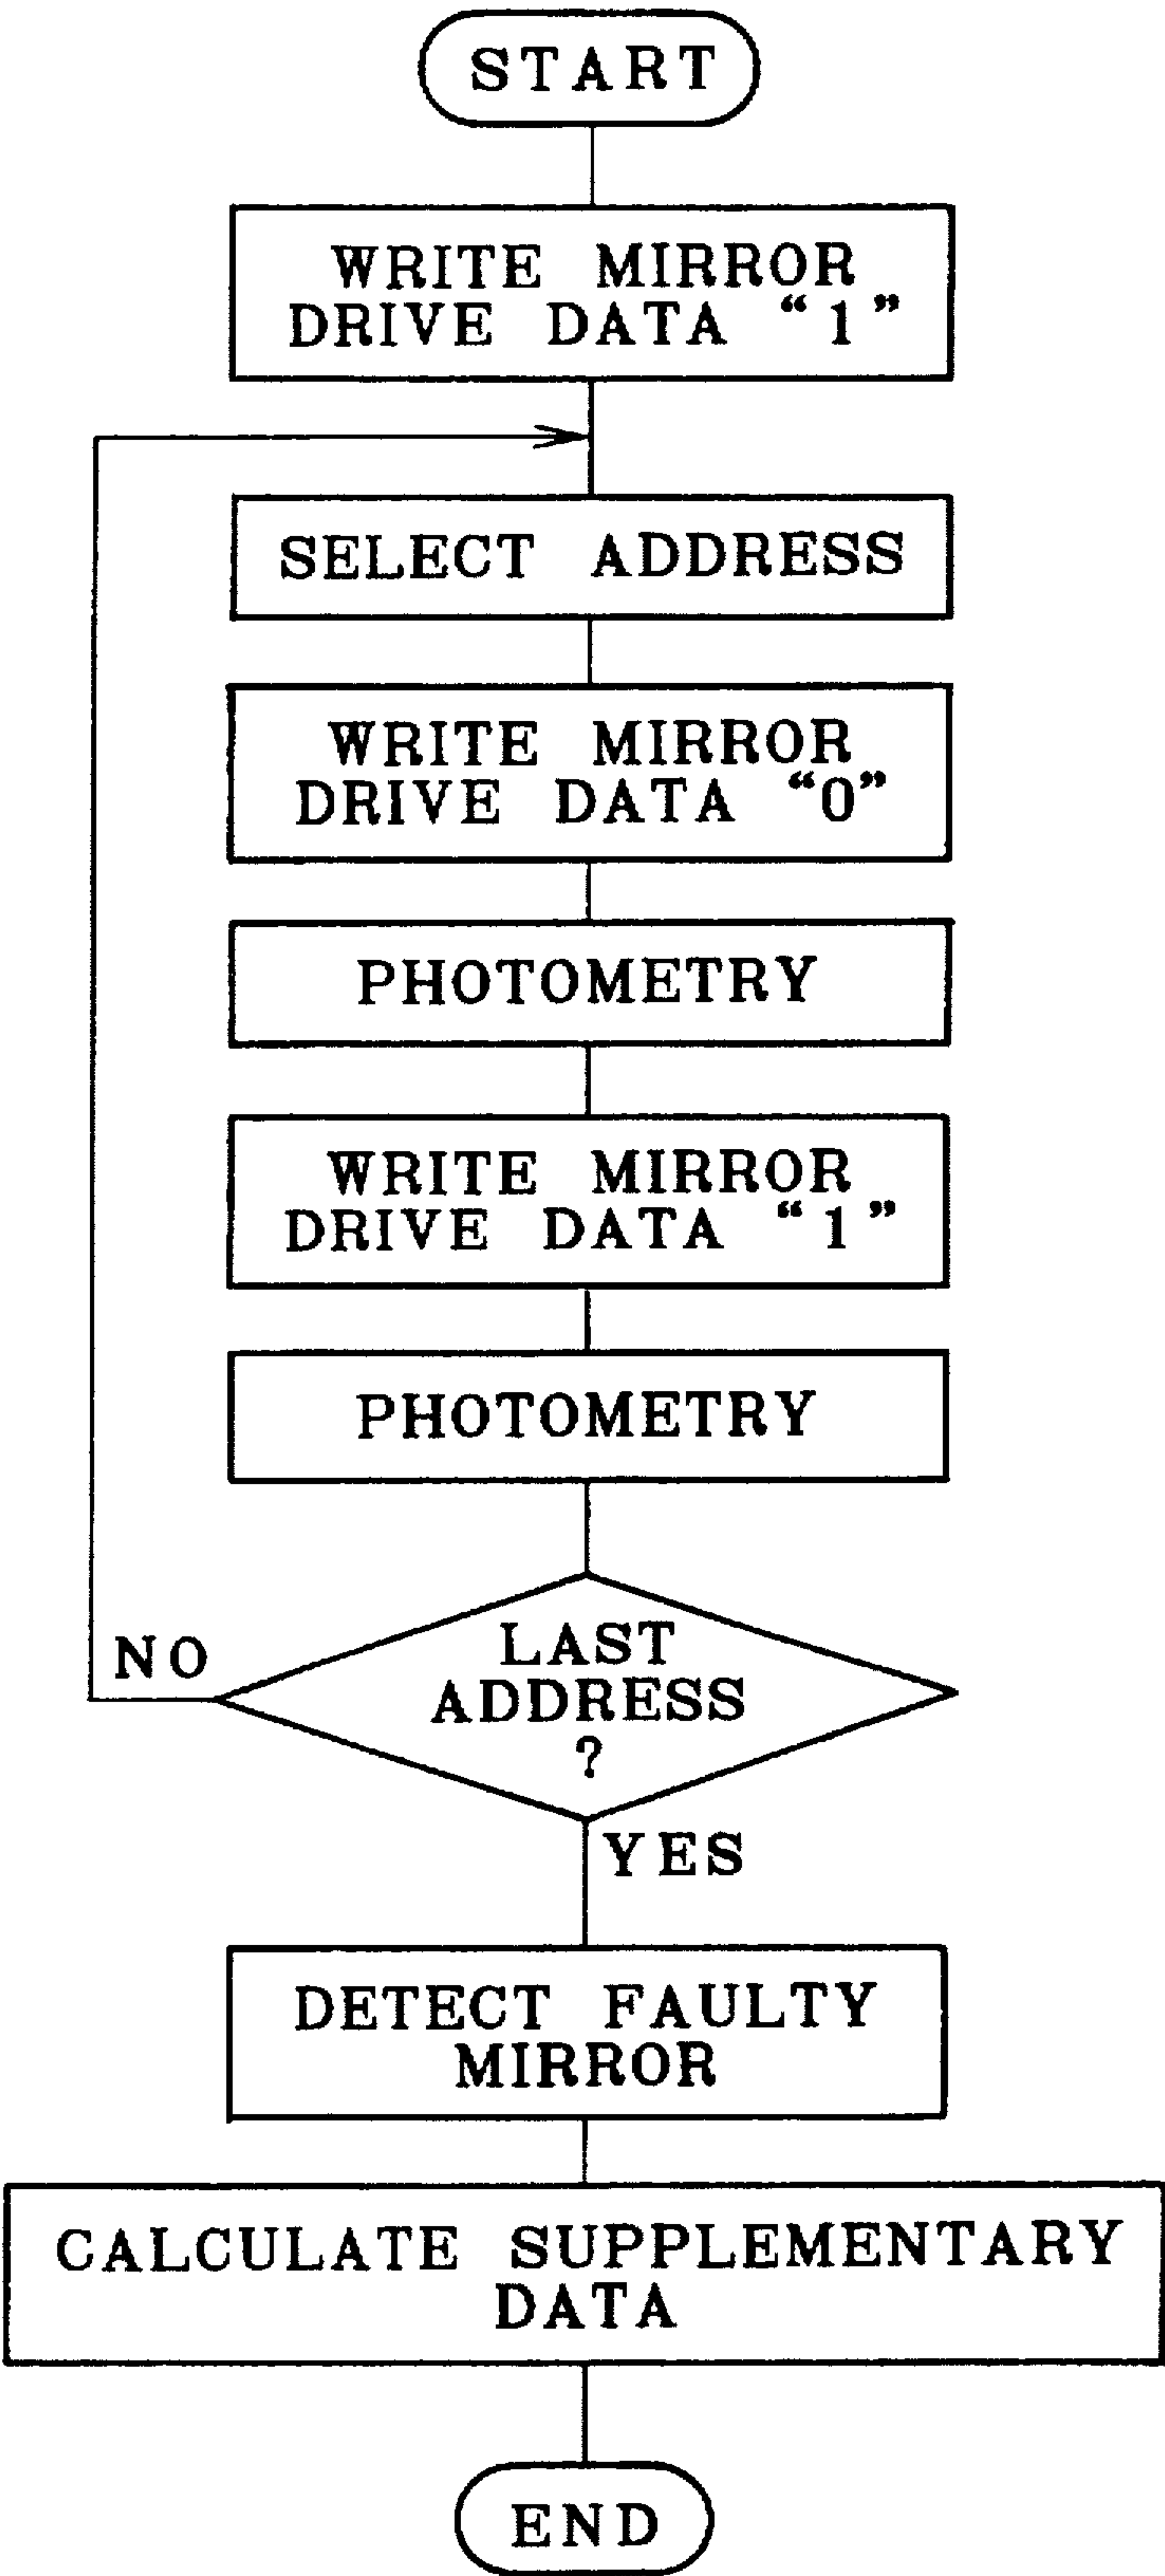 START
WRITE MIRROR
DRIVE DATA “1”
SELECT ADDRESS
WRITE MIRROR
DRIVE DATA “0”
PHOTOMETRY
WRITE MIRROR
DRIVE DATA “1”
PHOTOMETRY
LAST
ADDRESS
?
NO
YES
DETECT FAULTY
MIRROR
CALCULATE SUPPLEMENTARY
DATA
END